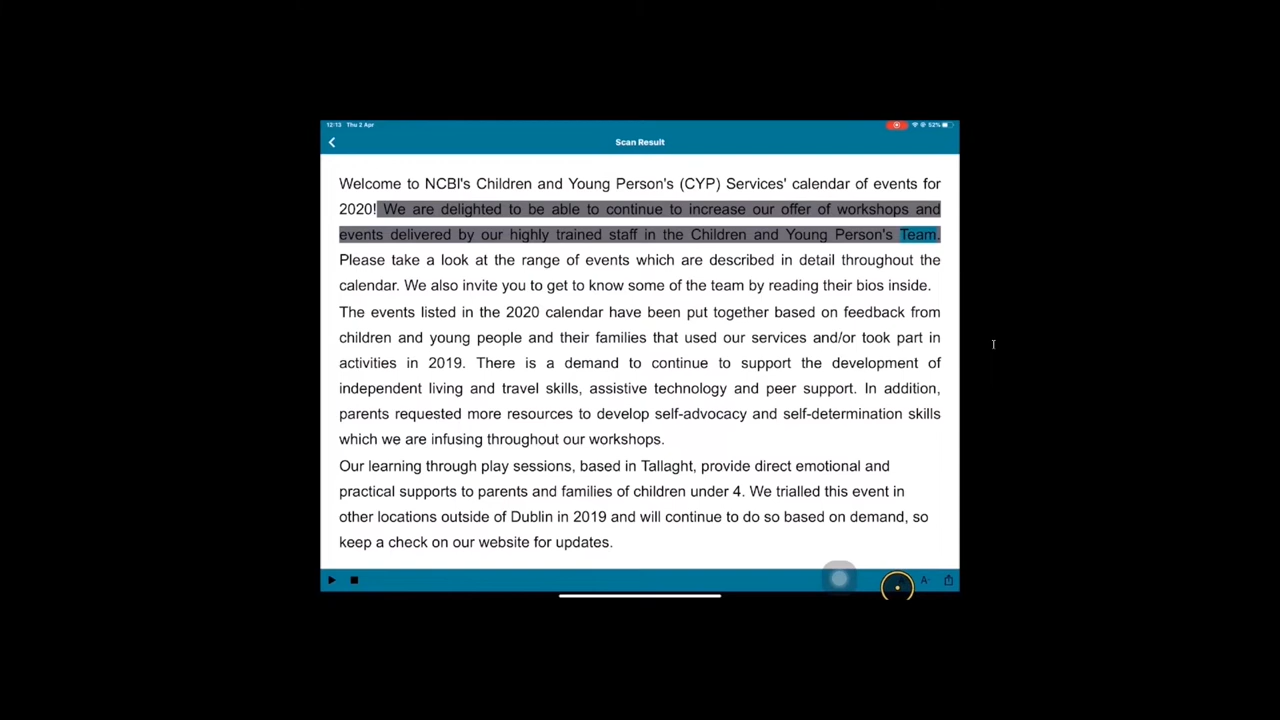 12:13 Thu 2 Apr
52%
Scan Result
Welcome to NCBI's Children and Young Person's (CYP) Services' calendar of events for
2020! We are delighted to be able to continue to increase our offer of workshops and
events delivered by our highly trained staff in the Children and Young Person's Team.
Please take a look at the range of events which are described in detail throughout the
calendar. We also invite you to get to know some of the team by reading their bios inside.
The events listed in the 2020 calendar have been put together based on feedback from
children and young people and their families that used our services and/or took part in
activities in 2019. There is a demand to continue to support the development of
independent living and travel skills, assistive technology and peer support. In addition,
parents requested more resources to develop self-advocacy and self-determination skills
which we are infusing throughout our workshops.
Our learning through play sessions, based in Tallaght, provide direct emotional and
practical supports to parents and families of children under 4. We trialled this event in
other locations outside of Dublin in 2019 and will continue to do so based on demand, so
keep a check on our website for updates.
A-